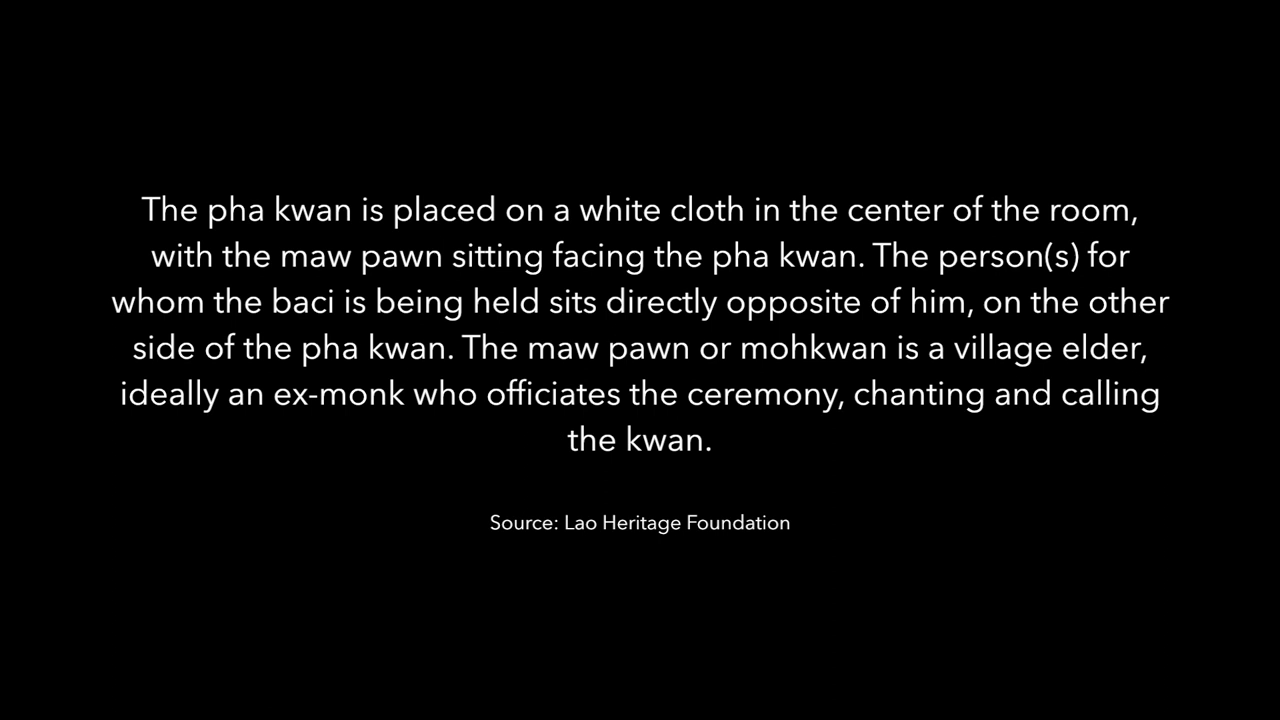 The pha kwan is placed on a white cloth in the center of the room,
with the maw pawn sitting facing the pha kwan. The person(s) for
whom the baci is being held sits directly opposite of him, on the other
side of the pha kwan. The maw pawn or mohkwan is a village elder,
ideally an ex-monk who officiates the ceremony, chanting and calling
the kwan.
Source: Lao Heritage Foundation